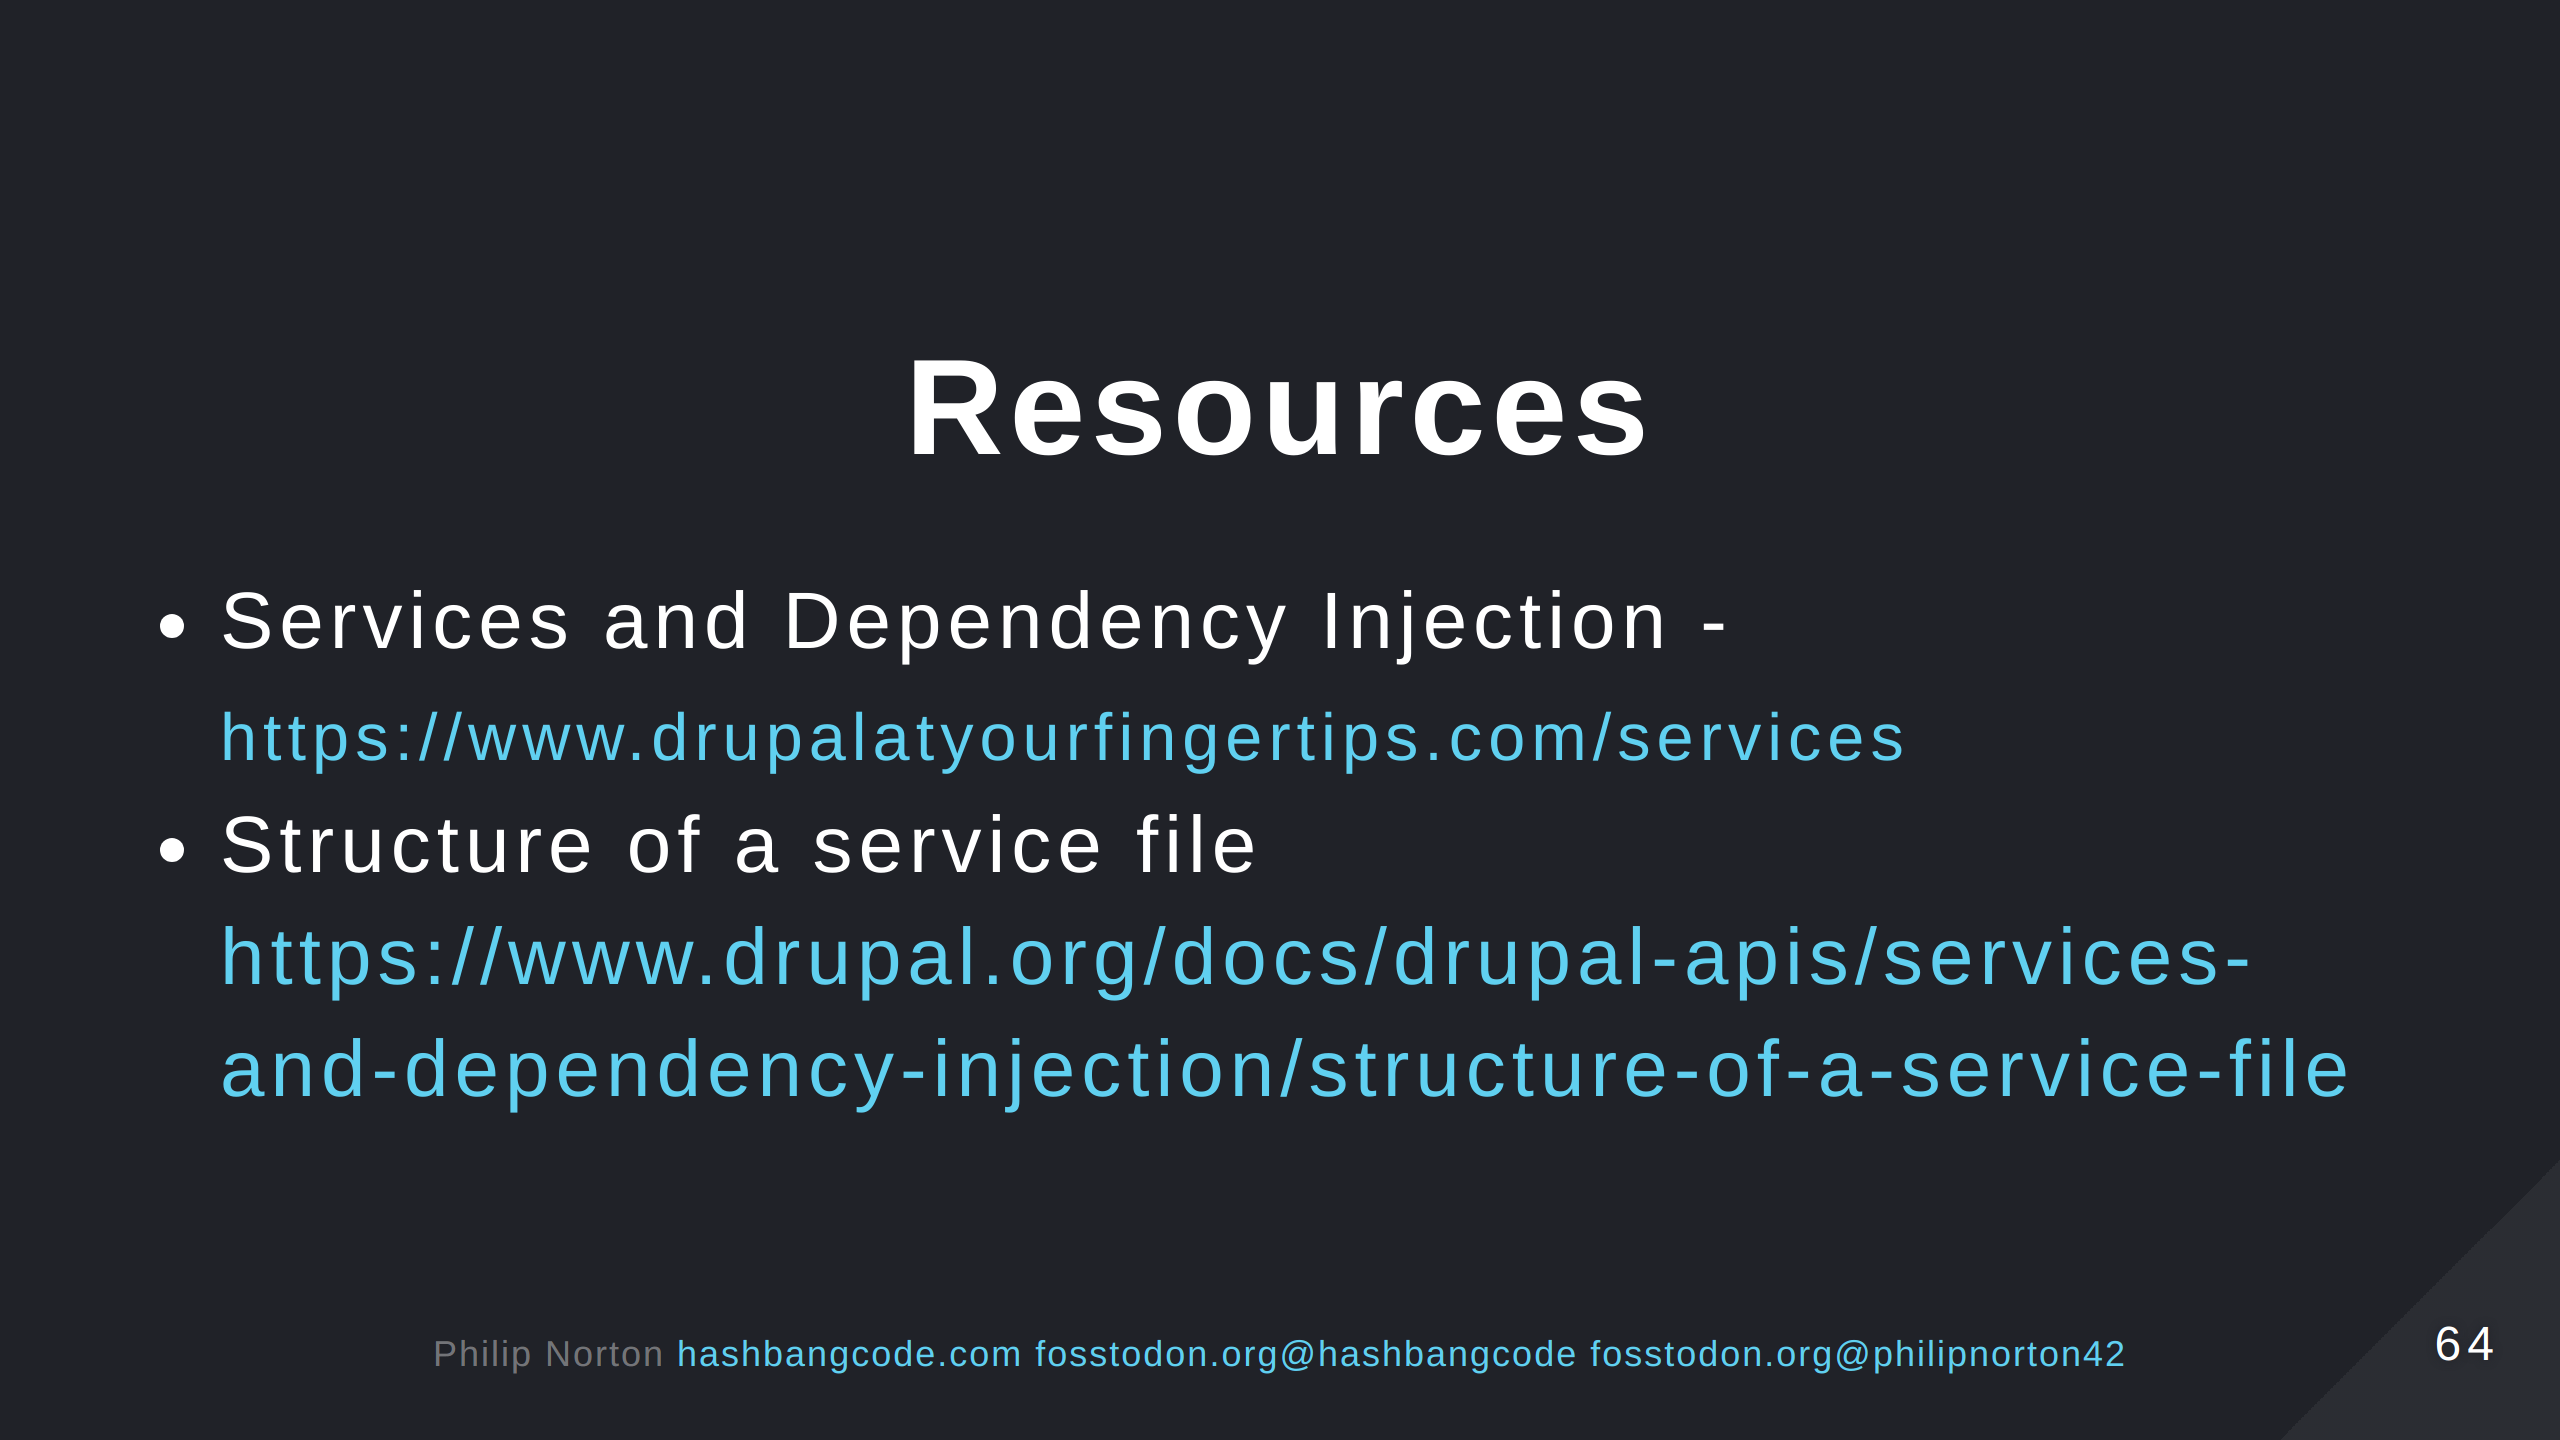 Resources
• Services and Dependency Injection -
https://www.drupalatyourfingertips.com/services
• Structure of a service file
https://www.drupal.org/docs/drupal-apis/services-
and-dependency-injection/structure-of-a-service-file
Philip Norton hashbangcode.com fosstodon.org@hashbangcode fosstodon.org@philipnorton42
64